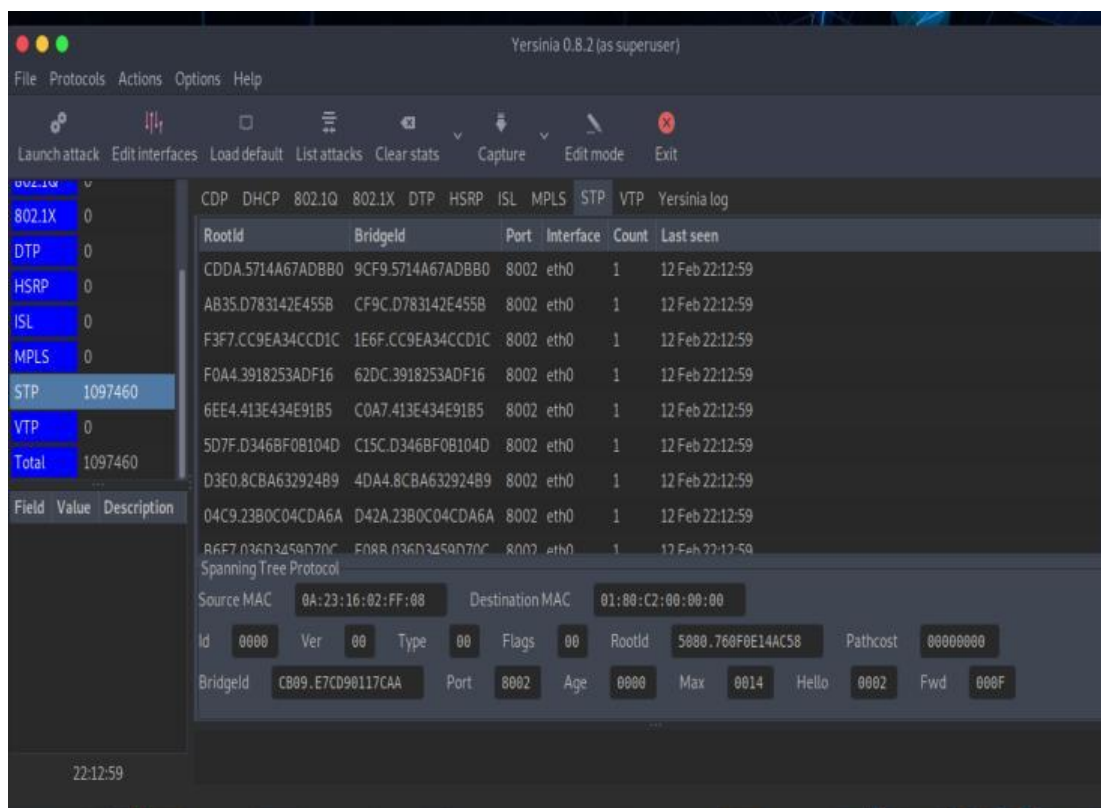 Yersinia 0.8.2 (as superuser)
File Protocols Actions Options Help
Launch attack Edit interfaces Load default List attacks Clear stats Capture Edit mode Exit
802.1Q 0
802.1X 0
DTP 0
HSRP 0
ISL 0
MPLS 0
STP 1097460
VTP 0
Total 1097460
Field Value Description
22:12:59
CDP DHCP 802.1Q 802.1X DTP HSRP ISL MPLS STP VTP Yersinia log
RootId BridgeId Port Interface Count Last seen
CDDA.5714A67ADBB0 9CF9.5714A67ADBB0 8002 eth0 1 12 Feb 22:12:59
AB35.D783142E455B CF9C.D783142E455B 8002 eth0 1 12 Feb 22:12:59
F3F7.CC9EA34CCD1C 1E6F.CC9EA34CCD1C 8002 eth0 1 12 Feb 22:12:59
F0A4.3918253ADF16 62DC.3918253ADF16 8002 eth0 1 12 Feb 22:12:59
6EE4.413E434E91B5 C0A7.413E434E91B5 8002 eth0 1 12 Feb 22:12:59
5D7F.D346BF0B104D C15C.D346BF0B104D 8002 eth0 1 12 Feb 22:12:59
D3E0.8CBA632924B9 4DA4.8CBA632924B9 8002 eth0 1 12 Feb 22:12:59
04C9.23B0C04CDA6A D42A.23B0C04CDA6A 8002 eth0 1 12 Feb 22:12:59
8002 eth0 1 12 Feb 22:12:59
Spanning Tree Protocol
Source MAC 0A:23:16:02:FF:08 Destination MAC 01:80:C2:00:00:00
Id 0000 Ver 00 Type 00 Flags 00 RootId 5080.760F0E14AC58 Pathcost 00000000
BridgeId CB09.E7CD90117CAA Port 8002 Age 0000 Max 0014 Hello 0002 Fwd 000F